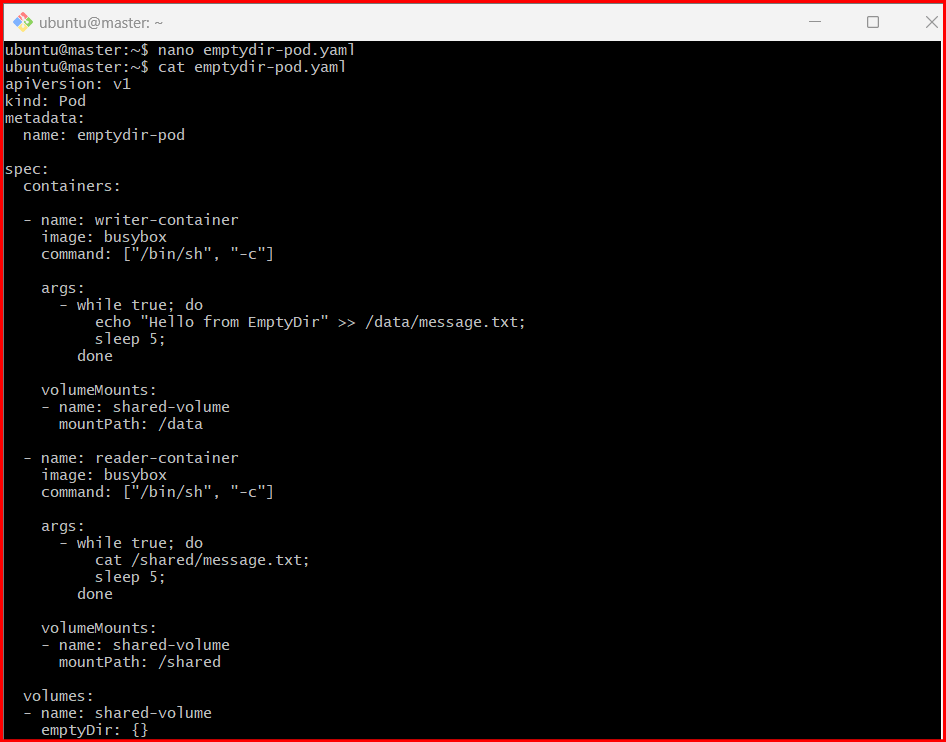 ubuntu@master: ~
ubuntu@master:~$ nano emptydir-pod.yaml
ubuntu@master:~$ cat emptydir-pod.yaml
apiVersion: v1
kind: Pod
metadata:
  name: emptydir-pod

spec:
  containers:

  - name: writer-container
    image: busybox
    command: ["/bin/sh", "-c"]

    args:
      - while true; do
          echo "Hello from EmptyDir" >> /data/message.txt;
          sleep 5;
        done

    volumeMounts:
    - name: shared-volume
      mountPath: /data

  - name: reader-container
    image: busybox
    command: ["/bin/sh", "-c"]

    args:
      - while true; do
          cat /shared/message.txt;
          sleep 5;
        done

    volumeMounts:
    - name: shared-volume
      mountPath: /shared

  volumes:
  - name: shared-volume
    emptyDir: {}